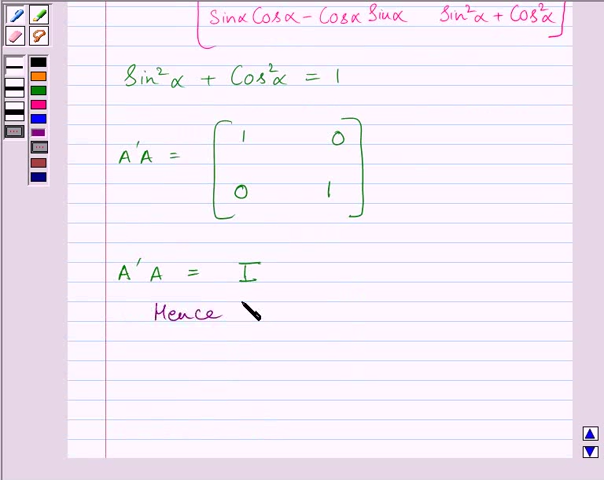 Sinα Cosα - Cosα Sinα Sin²α + Cos²α
Sin²α + Cos²α = 1
A'A =
1 0
0 1
A'A = I
Hence